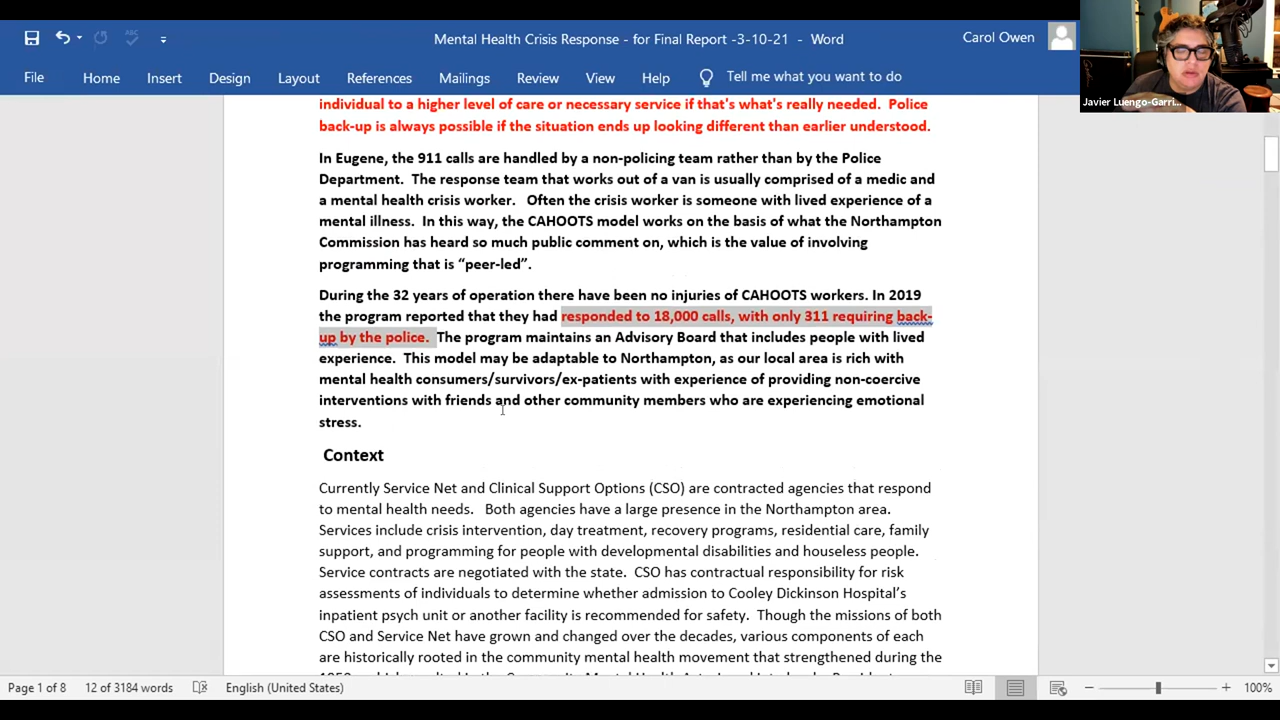 Mental Health Crisis Response - for Final Report -3-10-21 - Word
Carol Owen
File Home Insert Design Layout References Mailings Review View Help Tell me what you want to do
Javier Luengo-Garri...
individual to a higher level of care or necessary service if that's what's really needed. Police
back-up is always possible if the situation ends up looking different than earlier understood.
In Eugene, the 911 calls are handled by a non-policing team rather than by the Police
Department. The response team that works out of a van is usually comprised of a medic and
a mental health crisis worker. Often the crisis worker is someone with lived experience of a
mental illness. In this way, the CAHOOTS model works on the basis of what the Northampton
Commission has heard so much public comment on, which is the value of involving
programming that is “peer-led”.
During the 32 years of operation there have been no injuries of CAHOOTS workers. In 2019
the program reported that they had responded to 18,000 calls, with only 311 requiring back-
up by the police. The program maintains an Advisory Board that includes people with lived
experience. This model may be adaptable to Northampton, as our local area is rich with
mental health consumers/survivors/ex-patients with experience of providing non-coercive
interventions with friends and other community members who are experiencing emotional
stress.
Context
Currently Service Net and Clinical Support Options (CSO) are contracted agencies that respond
to mental health needs. Both agencies have a large presence in the Northampton area.
Services include crisis intervention, day treatment, recovery programs, residential care, family
support, and programming for people with developmental disabilities and houseless people.
Service contracts are negotiated with the state. CSO has contractual responsibility for risk
assessments of individuals to determine whether admission to Cooley Dickinson Hospital’s
inpatient psych unit or another facility is recommended for safety. Though the missions of both
CSO and Service Net have grown and changed over the decades, various components of each
are historically rooted in the community mental health movement that strengthened during the
Page 1 of 8 12 of 3184 words English (United States) 100%